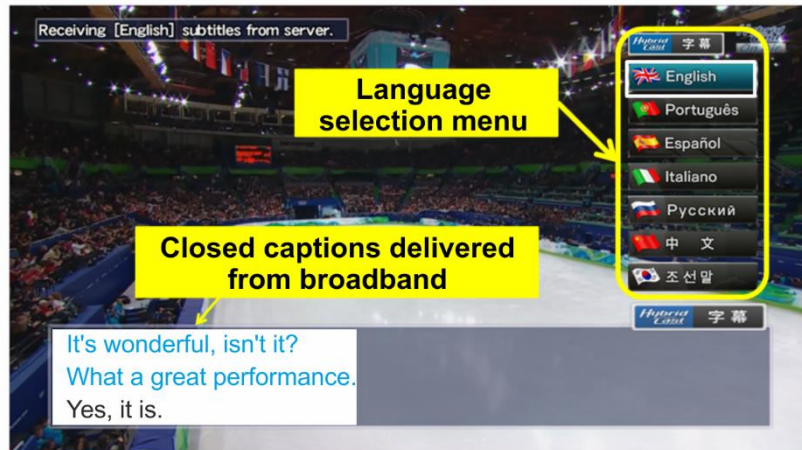 Receiving [English] subtitles from server.
Hybrid Cast 字幕
English
Português
Español
Italiano
Русский
中 文
조선말
Language
selection menu
Closed captions delivered
from broadband
Hybrid Cast 字幕
It's wonderful, isn't it?
What a great performance.
Yes, it is.